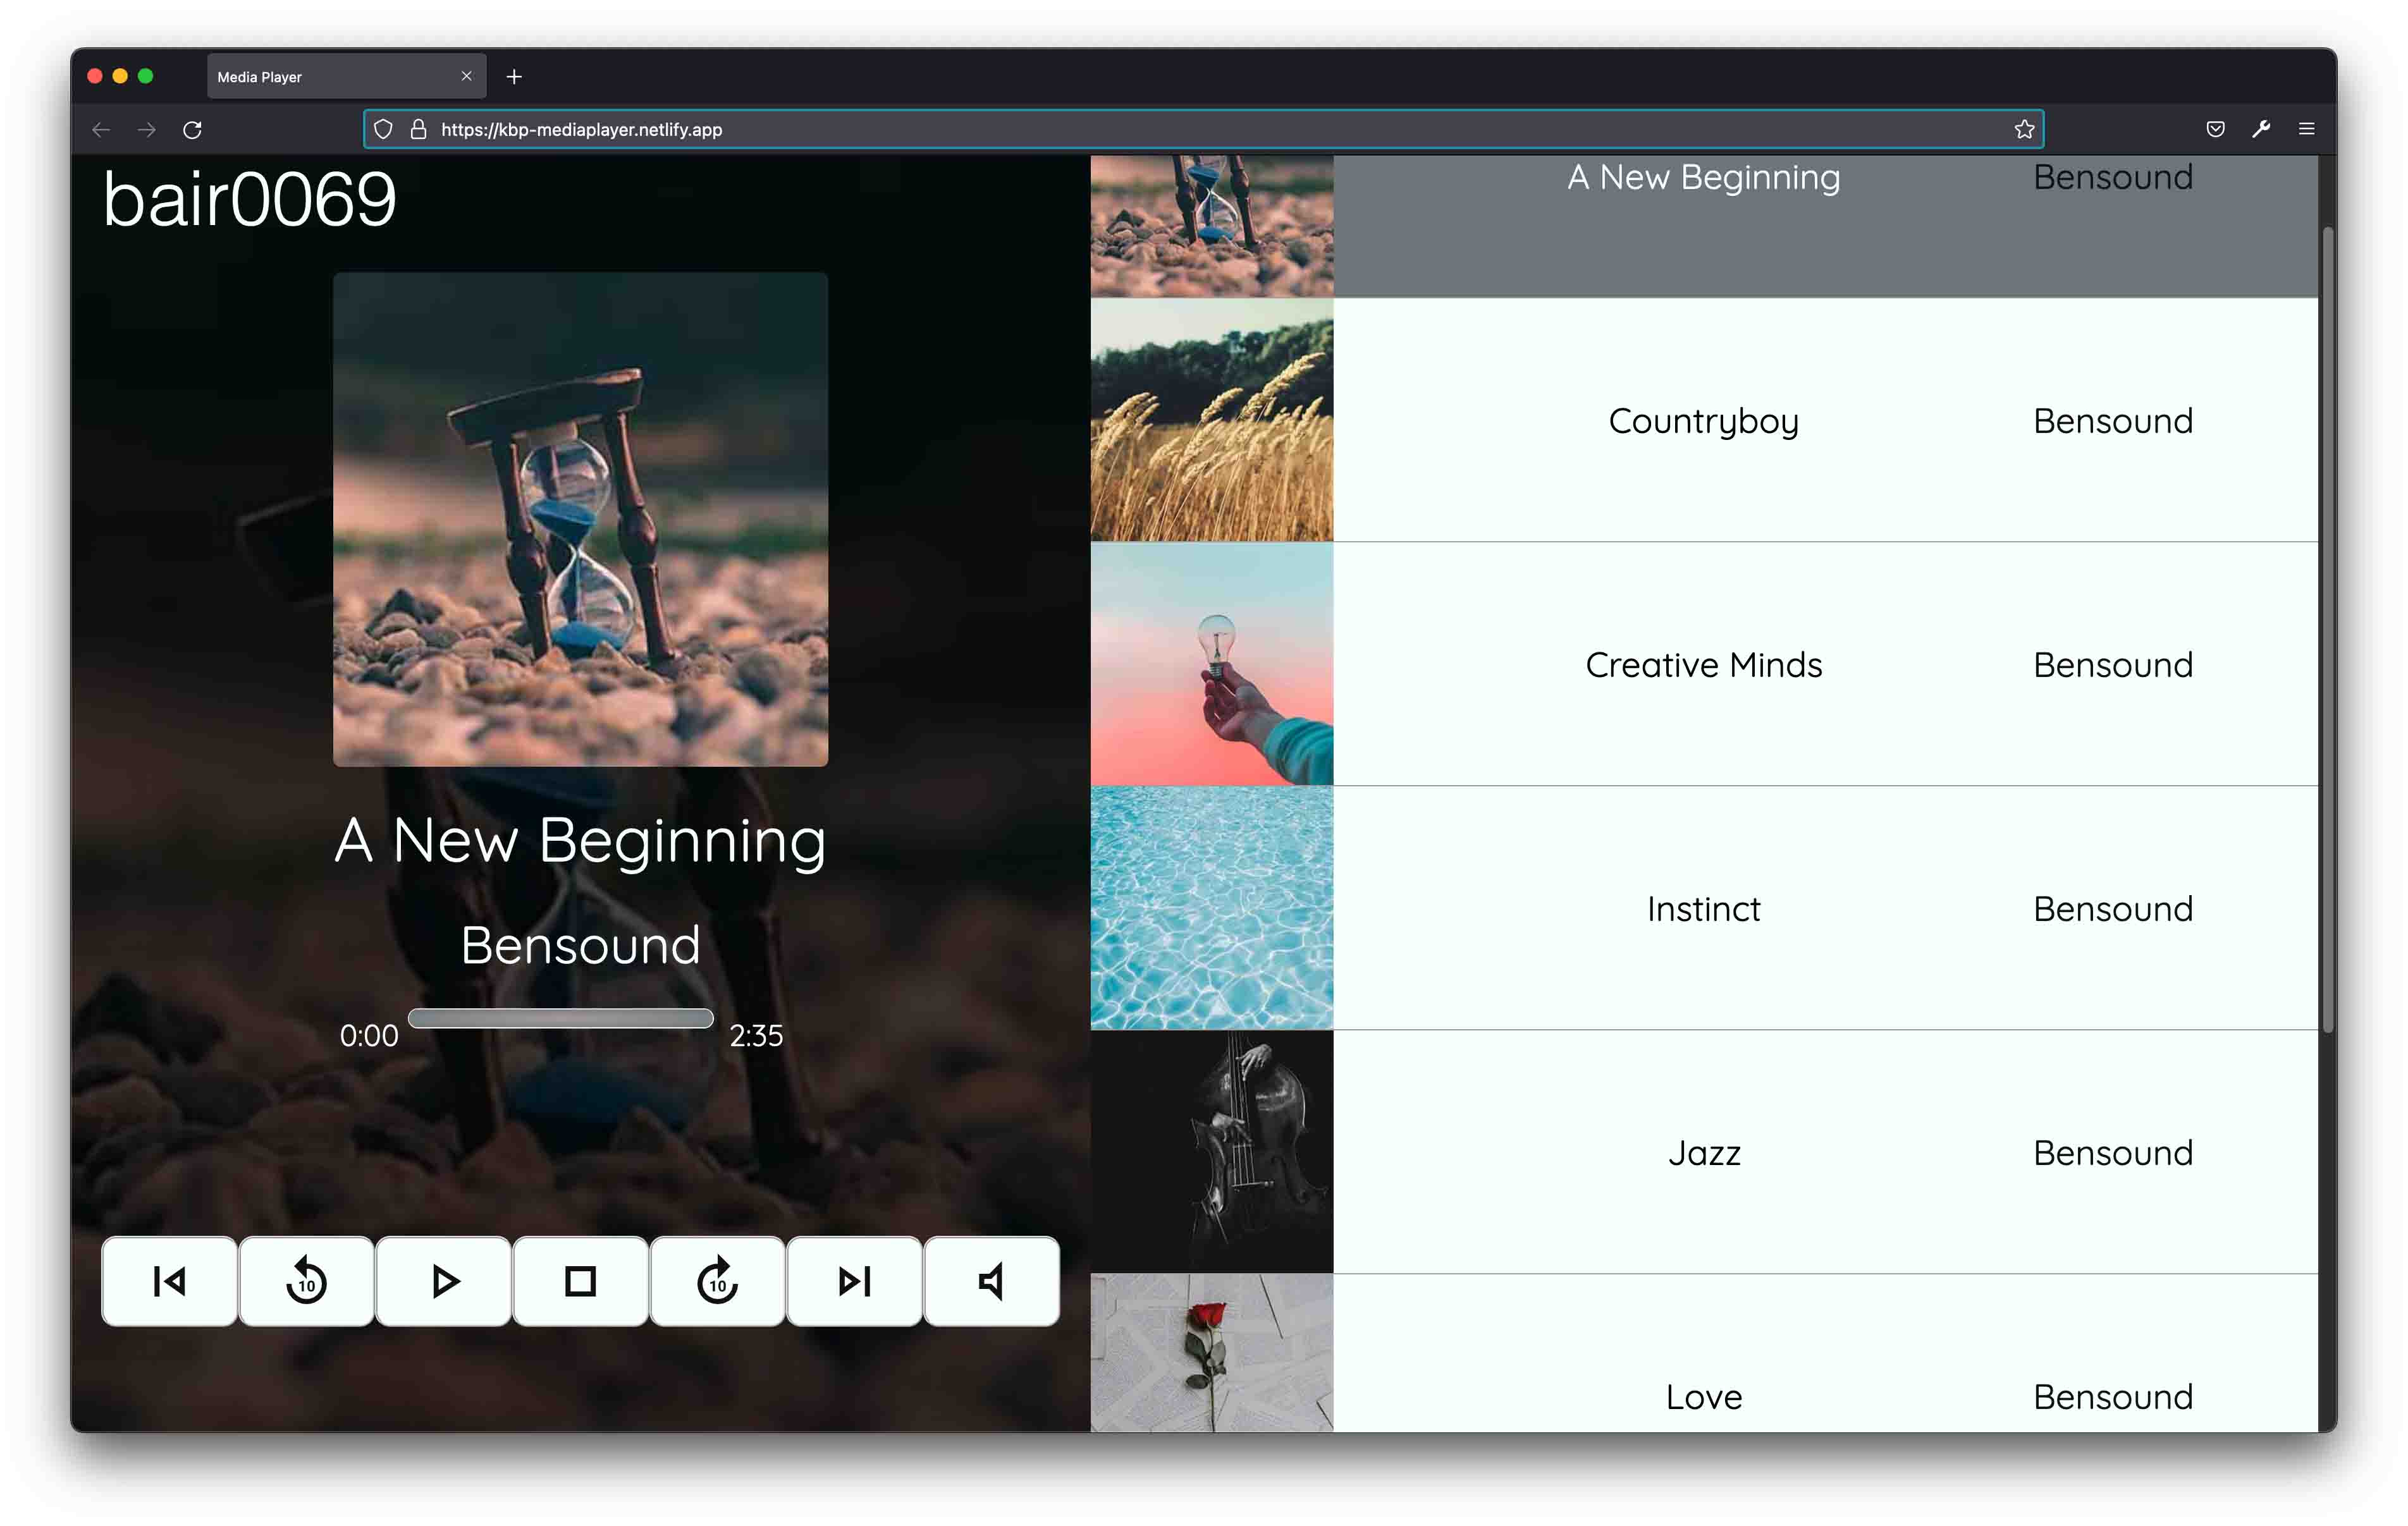 Media Player
https://kbp-mediaplayer.netlify.app
bair0069
A New Beginning
Bensound
0:00
2:35
10
10
A New Beginning Bensound
Countryboy Bensound
Creative Minds Bensound
Instinct Bensound
Jazz Bensound
Love Bensound